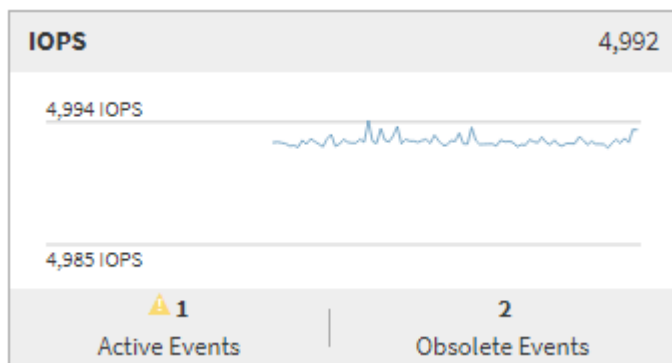 IOPS 4,992
4,994 IOPS
4,985 IOPS
1 2
Active Events Obsolete Events